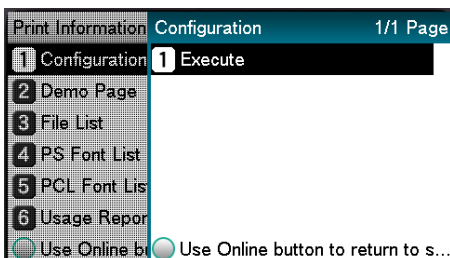 Print Information
1 Configuration
2 Demo Page
3 File List
4 PS Font List
5 PCL Font Lis
6 Usage Repor
Use Online b
Configuration 1/1 Page
1 Execute
Use Online button to return to s...